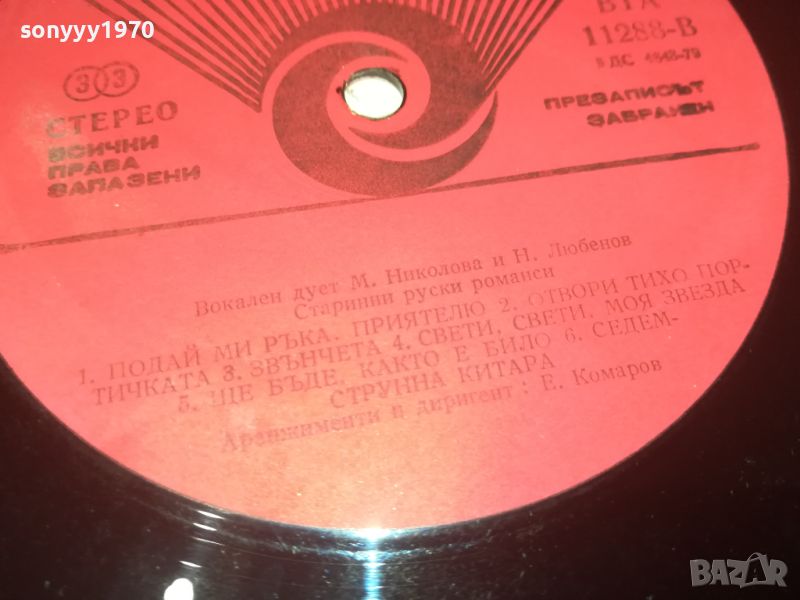 sonyyy1970
33
СТЕРЕО
ВСИЧКИ
ПРАВА
ЗАПАЗЕНИ
ВТА
11288-В
ПРЕЗАПИСЪТ
ЗАБРАНЕН
Вокален дует М. Николова и Н. Любенов
Старинни руски романси
1. ПОДАЙ МИ РЪКА, ПРИЯТЕЛЮ 2. ОТВОРИ ТИХО ПОР-
ТИЧКАТА 3. ЗВЪНЧЕТА 4. СВЕТИ, СВЕТИ, МОЯ ЗВЕЗДА
5. ЩЕ БЪДЕ, КАКТО Е БИЛО 6. СЕДЕМ-
СТРУННА КИТАРА
Аранжименти и диригент: Е. Комаров
BAZAR